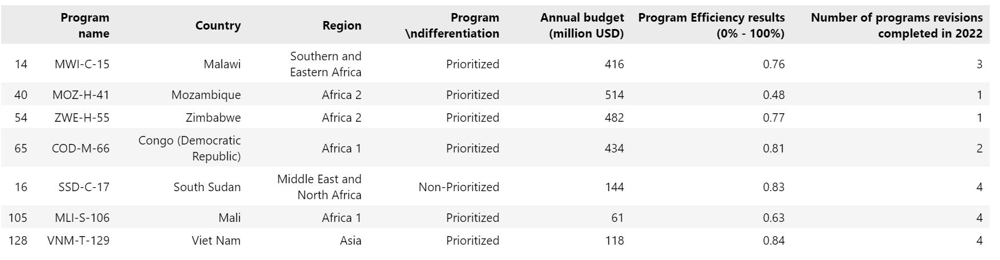 Program name Country Region Program \ndifferentiation Annual budget (million USD) Program Efficiency results (0% - 100%) Number of programs revisions completed in 2022
14 MWI-C-15 Malawi Southern and Eastern Africa Prioritized 416 0.76 3
40 MOZ-H-41 Mozambique Africa 2 Prioritized 514 0.48 1
54 ZWE-H-55 Zimbabwe Africa 2 Prioritized 482 0.77 1
65 COD-M-66 Congo (Democratic Republic) Africa 1 Prioritized 434 0.81 2
16 SSD-C-17 South Sudan Middle East and North Africa Non-Prioritized 144 0.83 4
105 MLI-S-106 Mali Africa 1 Prioritized 61 0.63 4
128 VNM-T-129 Viet Nam Asia Prioritized 118 0.84 4